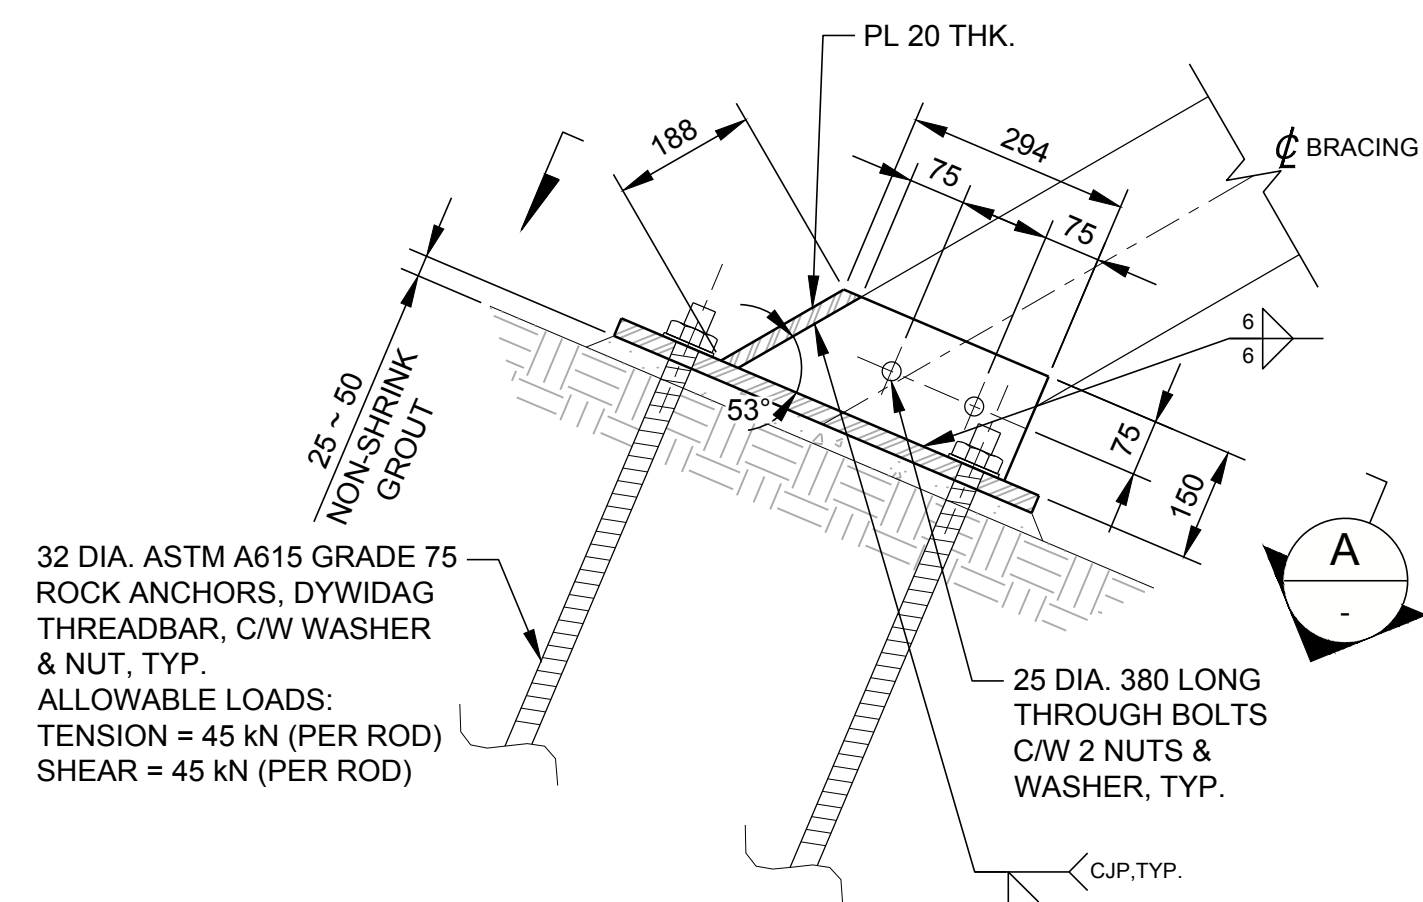 PL 20 THK.
188
294
75
75
℄ BRACING
6
6
53°
25 ~ 50
NON-SHRINK
GROUT
75
150
A
-
32 DIA. ASTM A615 GRADE 75
ROCK ANCHORS, DYWIDAG
THREADBAR, C/W WASHER
& NUT, TYP.
ALLOWABLE LOADS:
TENSION = 45 kN (PER ROD)
SHEAR = 45 kN (PER ROD)
25 DIA. 380 LONG
THROUGH BOLTS
C/W 2 NUTS &
WASHER, TYP.
CJP,TYP.